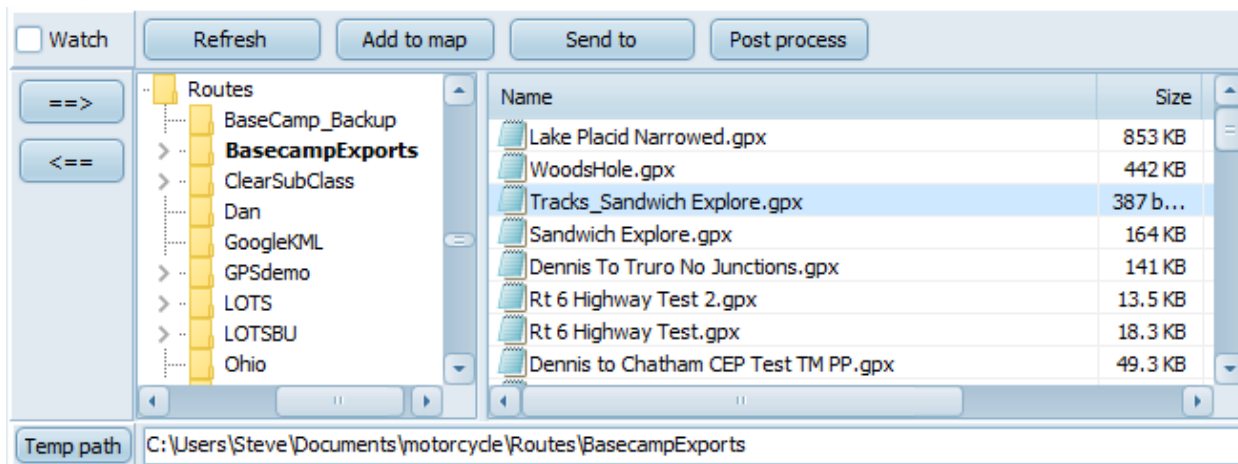 Watch Refresh Add to map Send to Post process
==>
<==
Routes
BaseCamp_Backup
BasecampExports
ClearSubClass
Dan
GoogleKML
GPSdemo
LOTS
LOTSBU
Ohio
Name Size
Lake Placid Narrowed.gpx 853 KB
WoodsHole.gpx 442 KB
Tracks_Sandwich Explore.gpx 387 b...
Sandwich Explore.gpx 164 KB
Dennis To Truro No Junctions.gpx 141 KB
Rt 6 Highway Test 2.gpx 13.5 KB
Rt 6 Highway Test.gpx 18.3 KB
Dennis to Chatham CEP Test TM PP.gpx 49.3 KB
Temp path C:\Users\Steve\Documents\motorcycle\Routes\BasecampExports